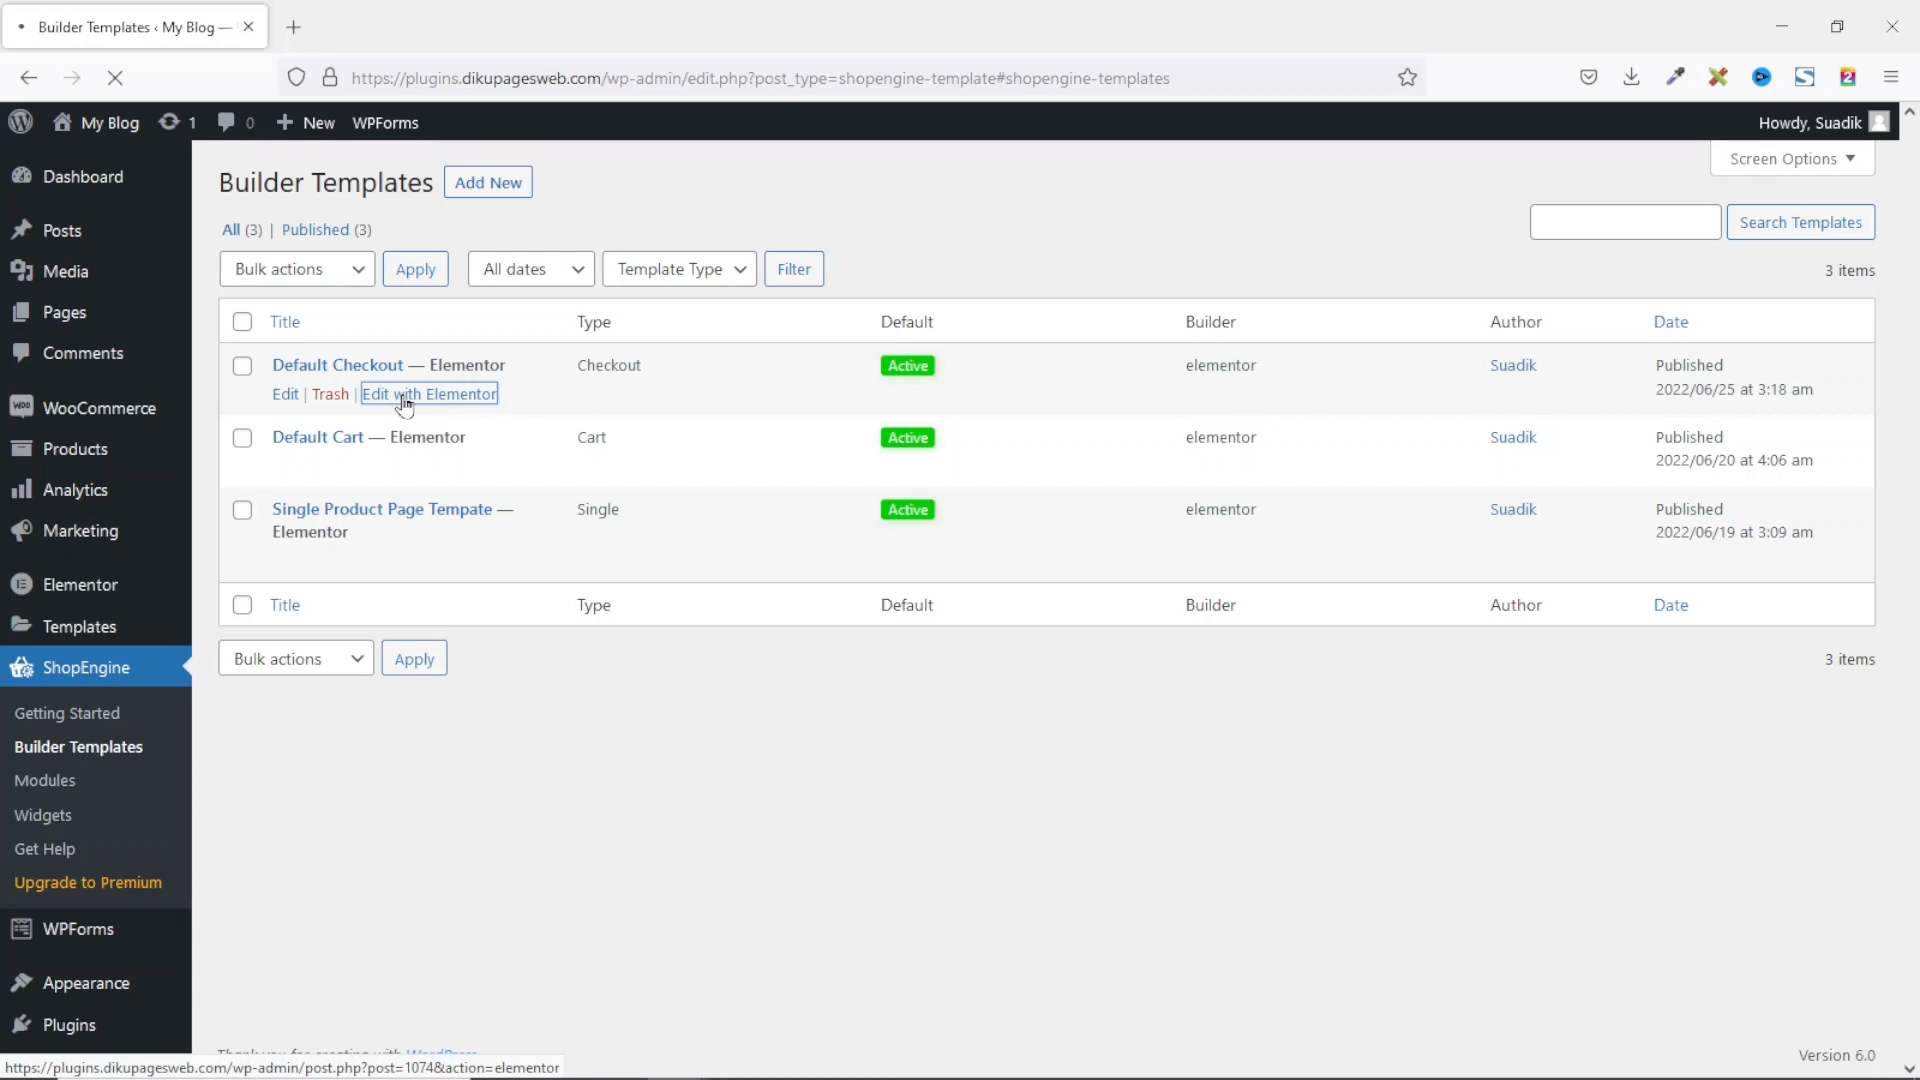 Builder Templates ‹ My Blog —
https://plugins.dikupagesweb.com/wp-admin/edit.php?post_type=shopengine-template#shopengine-templates
My Blog 1 0 New WPForms Howdy, Suadik
Screen Options
Dashboard
Posts
Media
Pages
Comments
WooCommerce
Products
Analytics
Marketing
Elementor
Templates
ShopEngine
Getting Started
Builder Templates
Modules
Widgets
Get Help
Upgrade to Premium
WPForms
Appearance
Plugins
Builder Templates Add New
All (3) | Published (3)
Search Templates
Bulk actions Apply All dates Template Type Filter 3 items
Title Type Default Builder Author Date
Default Checkout — Elementor Checkout Active elementor Suadik Published
Edit | Trash | Edit with Elementor 2022/06/25 at 3:18 am
Default Cart — Elementor Cart Active elementor Suadik Published
2022/06/20 at 4:06 am
Single Product Page Tempate — Single Active elementor Suadik Published
Elementor 2022/06/19 at 3:09 am
Title Type Default Builder Author Date
Bulk actions Apply 3 items
Thank you for creating with WordPress
Version 6.0
https://plugins.dikupagesweb.com/wp-admin/post.php?post=1074&action=elementor